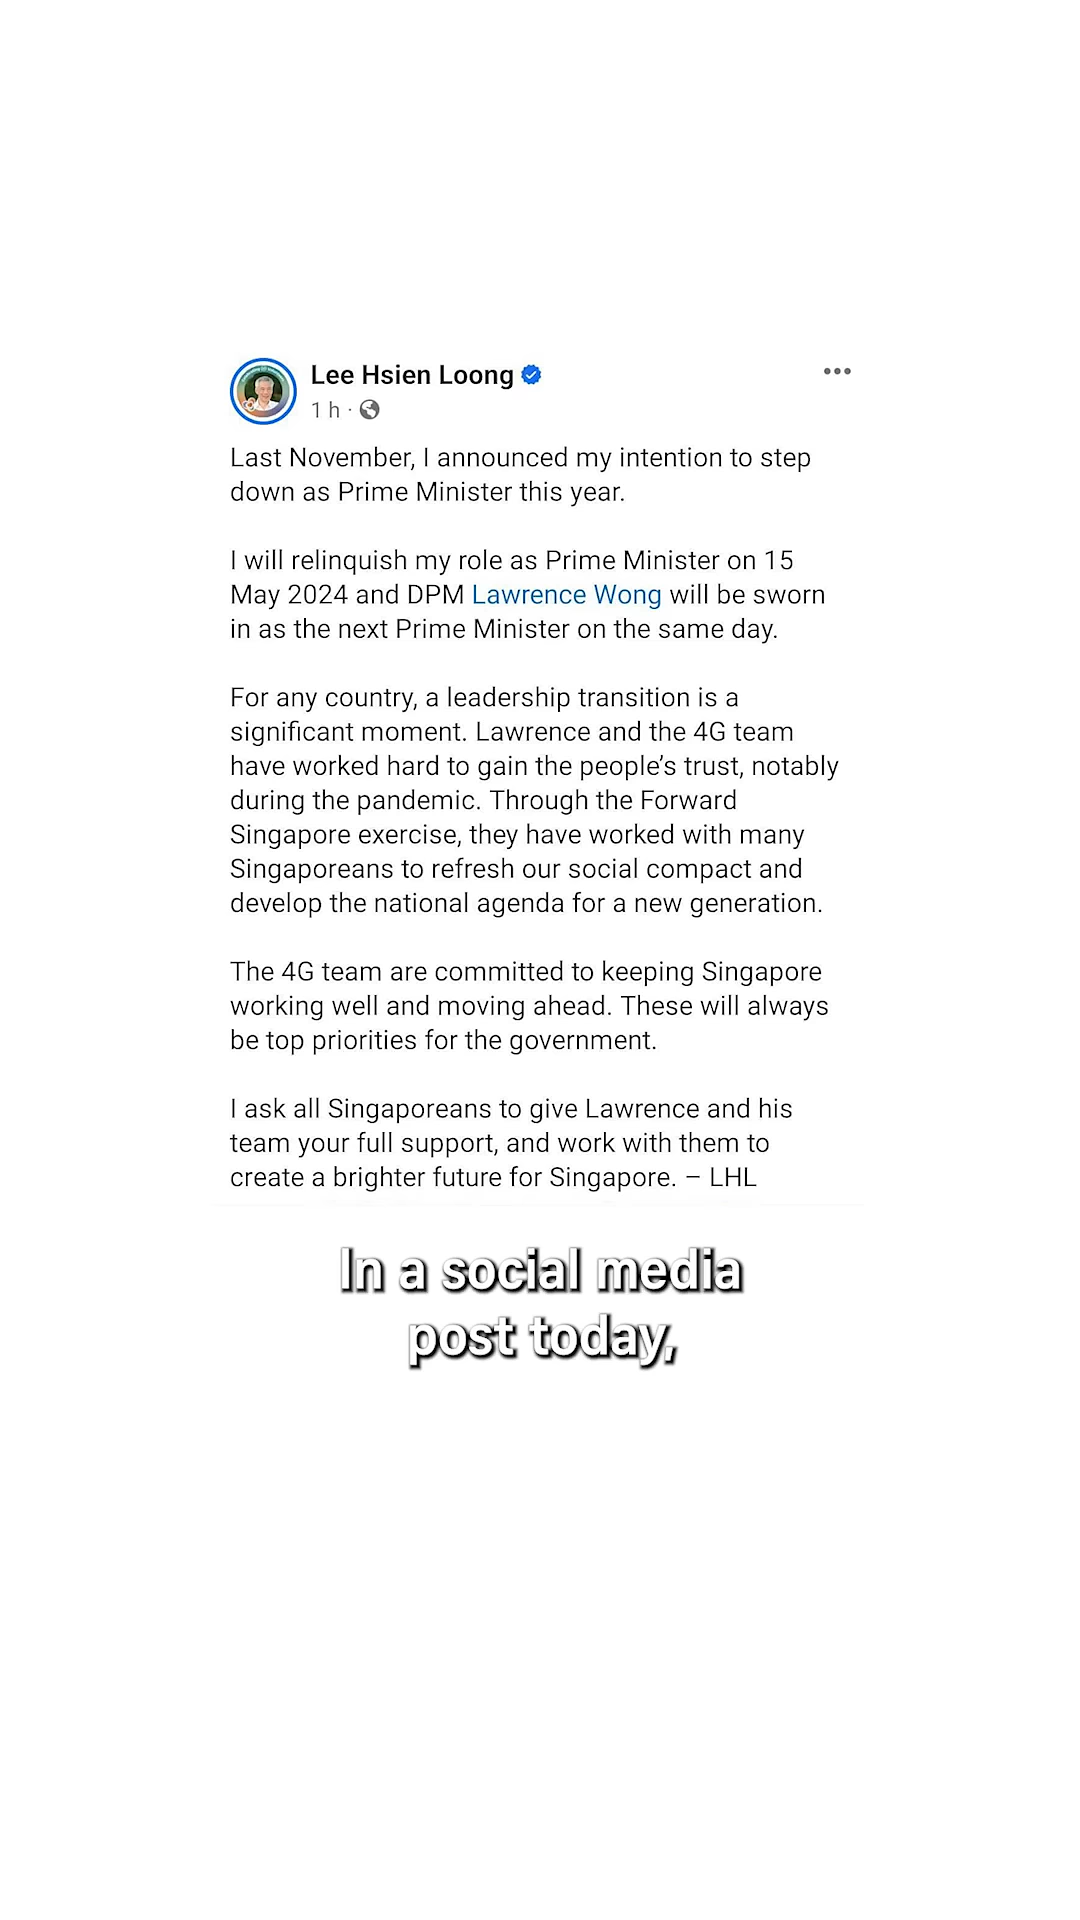 Lee Hsien Loong
1 h ·
Last November, I announced my intention to step
down as Prime Minister this year.
I will relinquish my role as Prime Minister on 15
May 2024 and DPM Lawrence Wong will be sworn
in as the next Prime Minister on the same day.
For any country, a leadership transition is a
significant moment. Lawrence and the 4G team
have worked hard to gain the people’s trust, notably
during the pandemic. Through the Forward
Singapore exercise, they have worked with many
Singaporeans to refresh our social compact and
develop the national agenda for a new generation.
The 4G team are committed to keeping Singapore
working well and moving ahead. These will always
be top priorities for the government.
I ask all Singaporeans to give Lawrence and his
team your full support, and work with them to
create a brighter future for Singapore. – LHL
In a social media
post today,